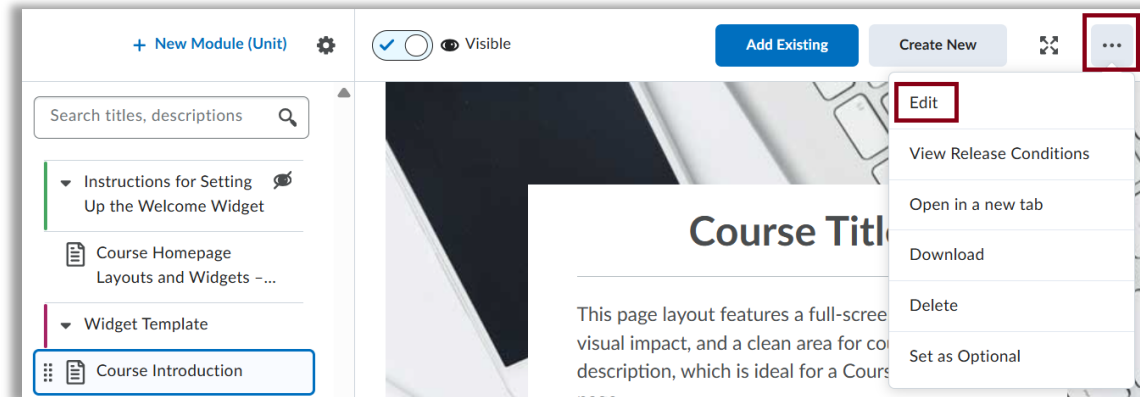 + New Module (Unit)
Visible
Add Existing
Create New
Search titles, descriptions
Instructions for Setting
Up the Welcome Widget
Course Homepage
Layouts and Widgets –...
Widget Template
Course Introduction
Course Titl
This page layout features a full-scree
visual impact, and a clean area for co
description, which is ideal for a Cours
Edit
View Release Conditions
Open in a new tab
Download
Delete
Set as Optional